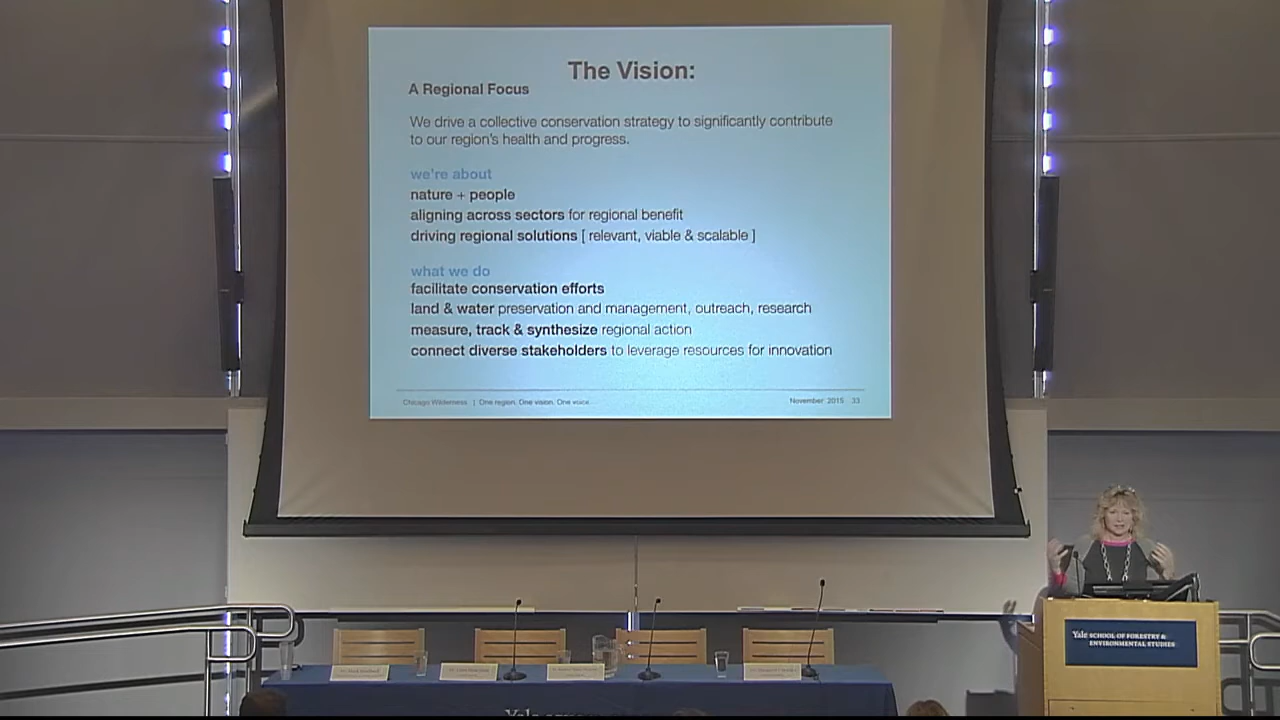 The Vision:
A Regional Focus
We drive a collective conservation strategy to significantly contribute
to our region's health and progress.
we're about
nature + people
aligning across sectors for regional benefit
driving regional solutions [ relevant, viable & scalable ]
what we do
facilitate conservation efforts
land & water preservation and management, outreach, research
measure, track & synthesize regional action
connect diverse stakeholders to leverage resources for innovation
Chicago Wilderness | One region. One vision. One voice.
November 2015 33
Yale SCHOOL OF FORESTRY &
ENVIRONMENTAL STUDIES
Yale